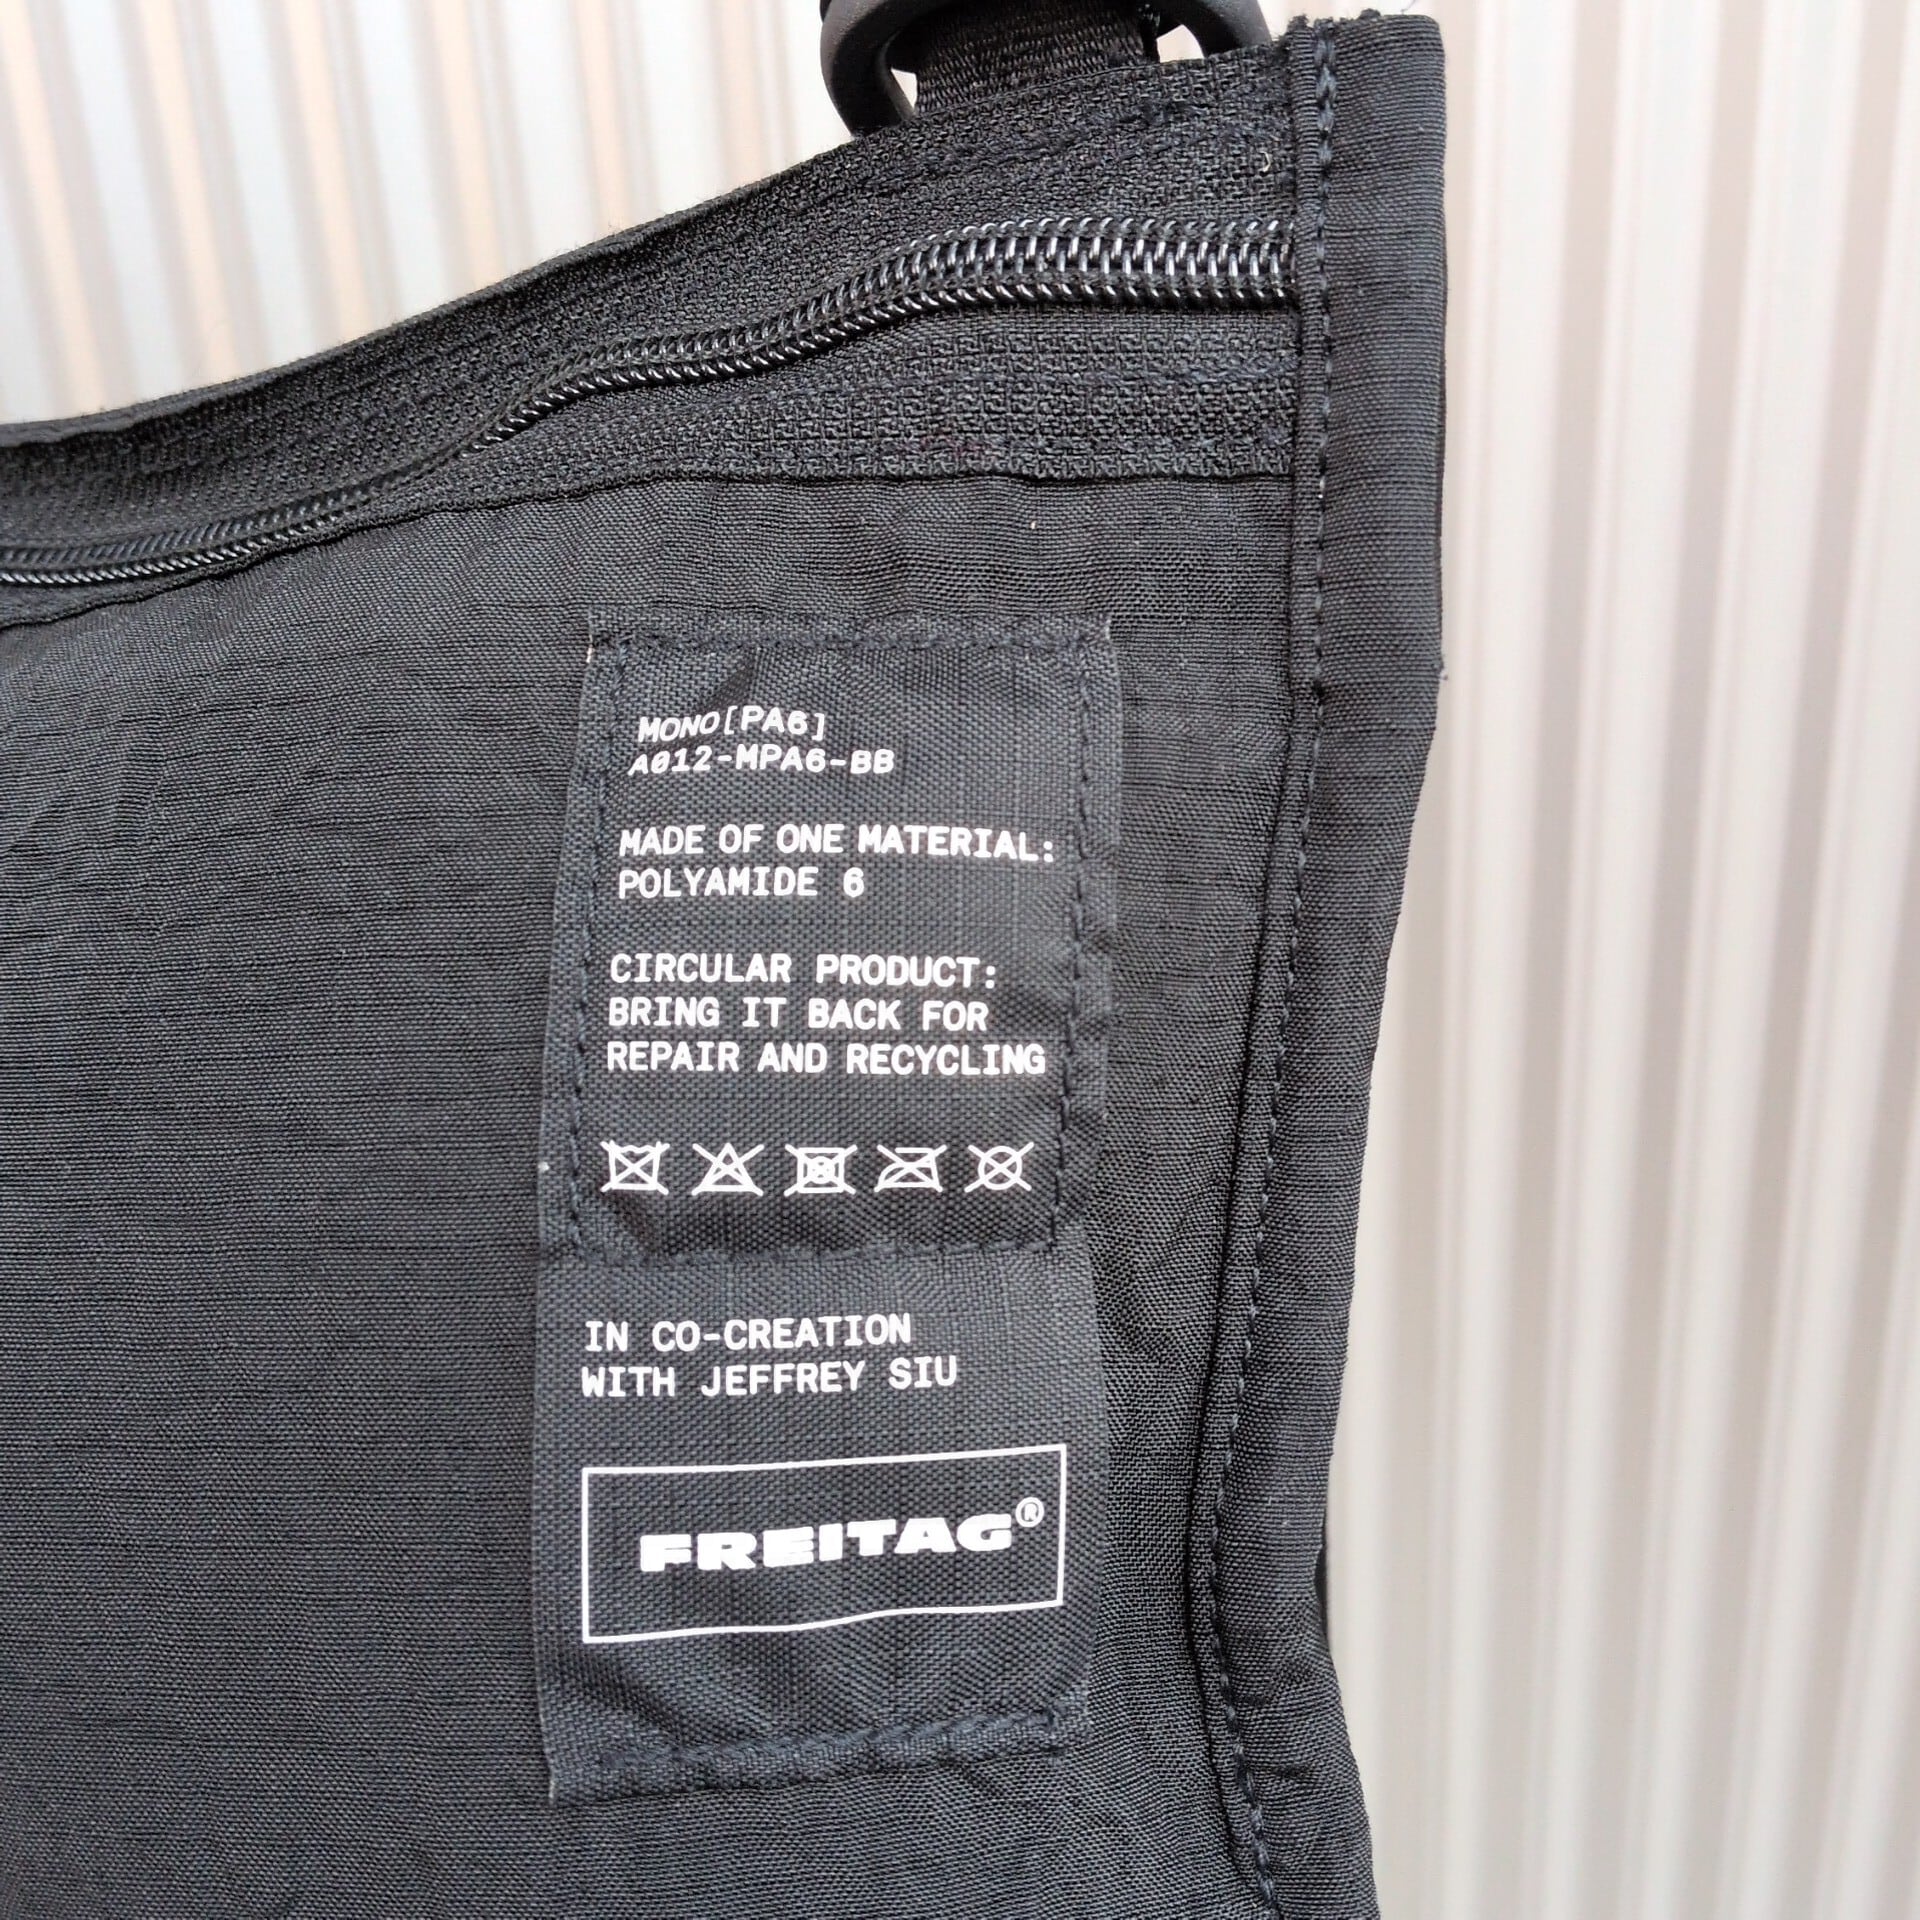 MONO[PA6]
A012-MPA6-BB
MADE OF ONE MATERIAL:
POLYAMIDE 6
CIRCULAR PRODUCT:
BRING IT BACK FOR
REPAIR AND RECYCLING
IN CO-CREATION
WITH JEFFREY SIU
FREITAG®